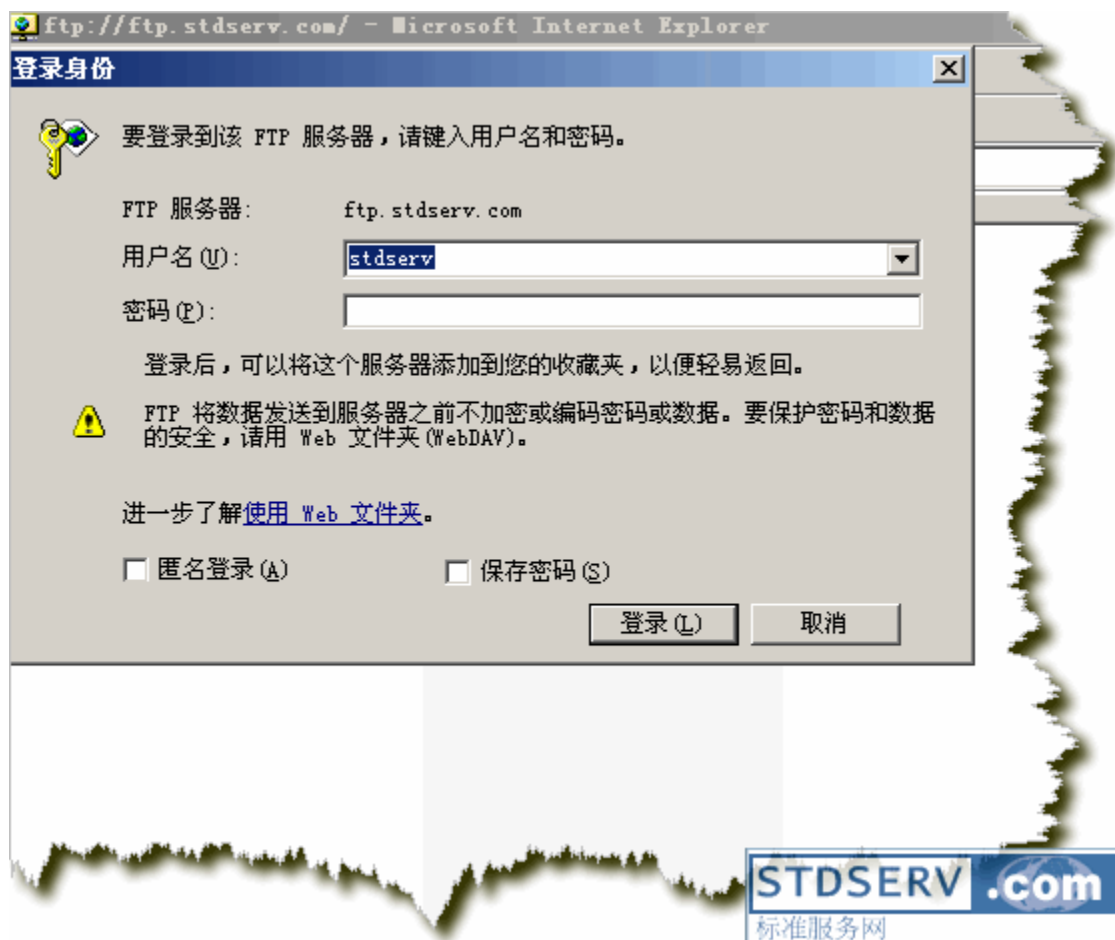 ftp://ftp.stdserv.com/ - Microsoft Internet Explorer
登录身份
要登录到该 FTP 服务器，请键入用户名和密码。
FTP 服务器: ftp.stdserv.com
用户名(U): stdserv
密码(P):
登录后，可以将这个服务器添加到您的收藏夹，以便轻易返回。
FTP 将数据发送到服务器之前不加密或编码密码或数据。要保护密码和数据
的安全，请用 Web 文件夹(WebDAV)。
进一步了解使用 Web 文件夹。
匿名登录(A) 保存密码(S)
登录(L) 取消
STDSERV .com
标准服务网